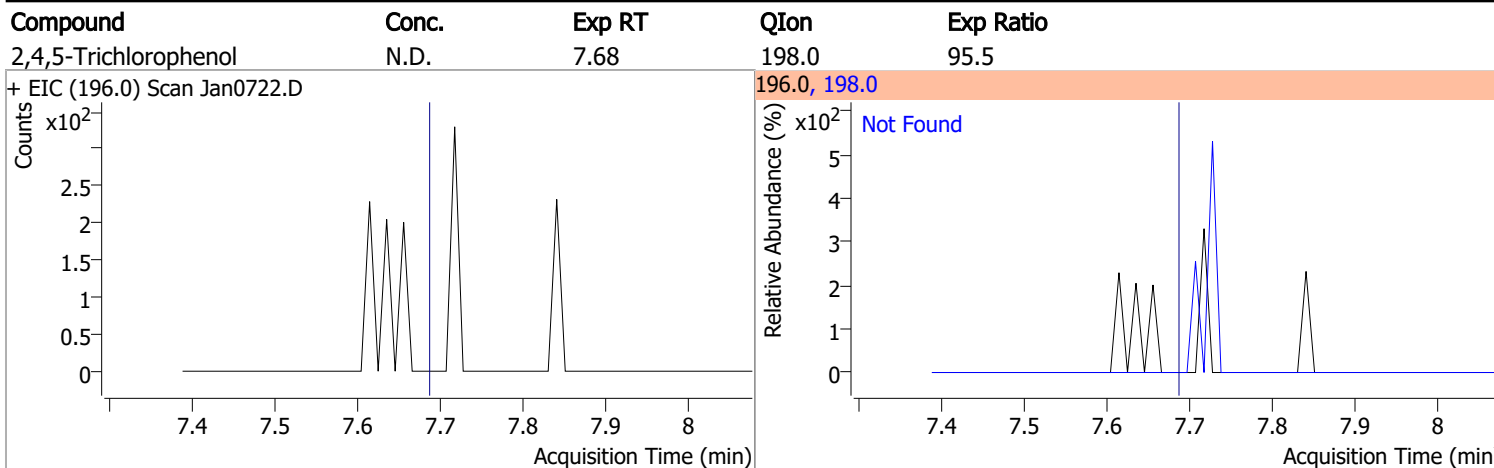 Compound Conc. Exp RT QIon Exp Ratio
2,4,5-Trichlorophenol N.D. 7.68 198.0 95.5
+ EIC (196.0) Scan Jan0722.D
Counts
x10²
2.5
2
1.5
1
0.5
0
7.4 7.5 7.6 7.7 7.8 7.9 8
Acquisition Time (min)
196.0, 198.0
Relative Abundance (%)
x10²
Not Found
5
4
3
2
1
0
7.4 7.5 7.6 7.7 7.8 7.9 8
Acquisition Time (min